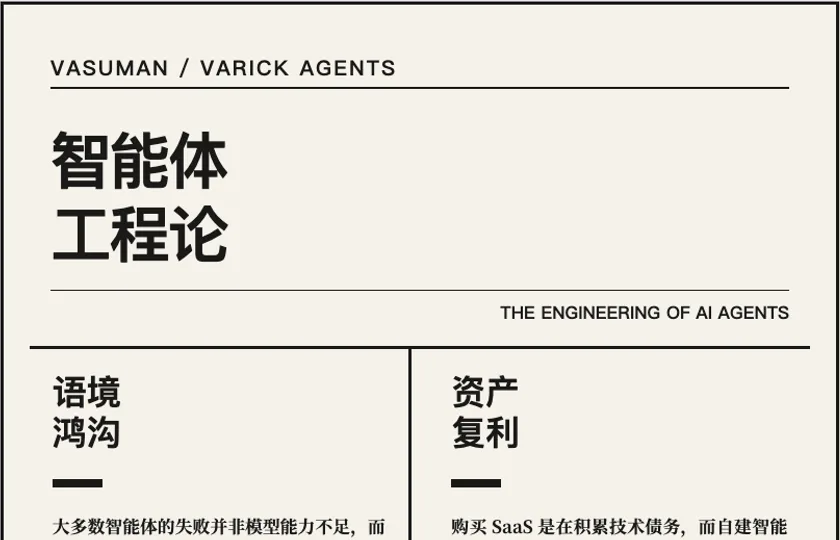 VASUMAN / VARICK AGENTS
智能体
工程论
THE ENGINEERING OF AI AGENTS
语境
鸿沟
大多数智能体的失败并非模型能力不足，而
资产
复利
购买 SaaS 是在积累技术债务，而自建智能